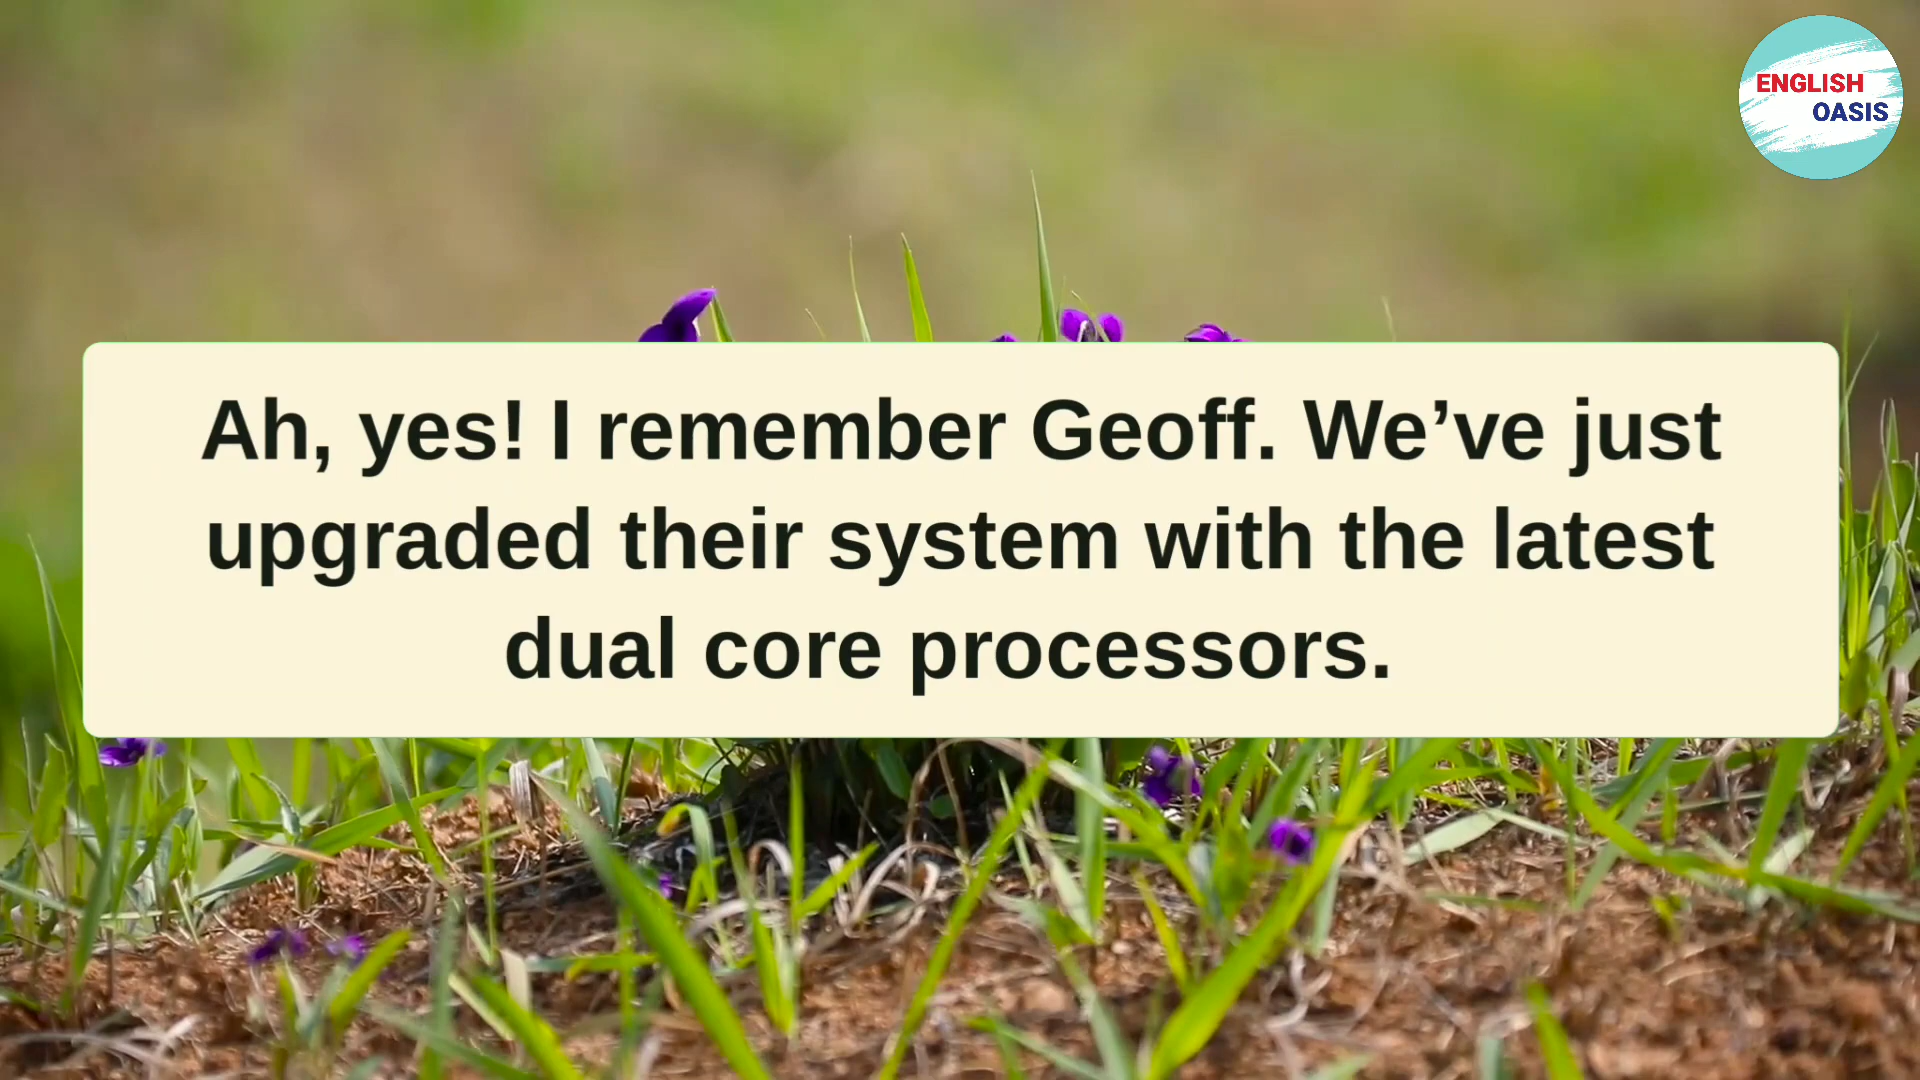 ENGLISH
OASIS
Ah, yes! I remember Geoff. We’ve just
upgraded their system with the latest
dual core processors.